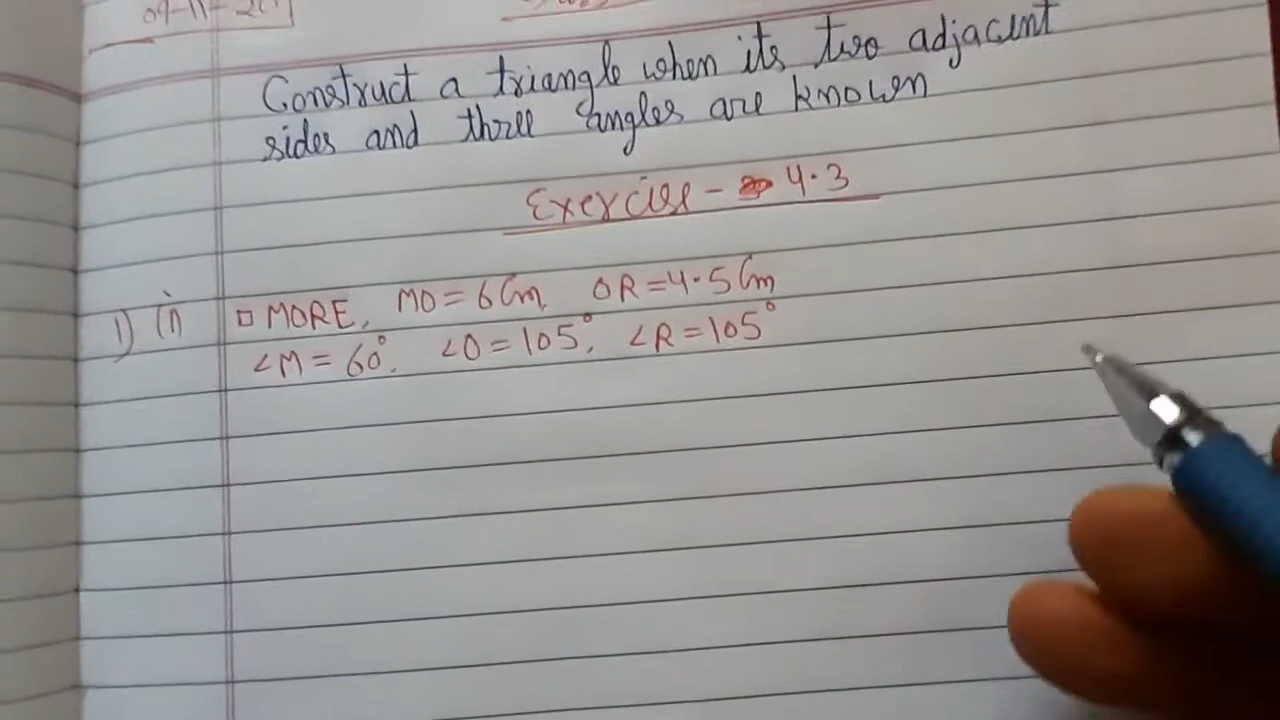 Construct a triangle when its two adjacent
sides and three angles are known
Exercise - 4.3
1) (i) □ MORE, MO = 6 Cm, OR = 4.5 Cm
∠M = 60°, ∠O = 105°, ∠R = 105°